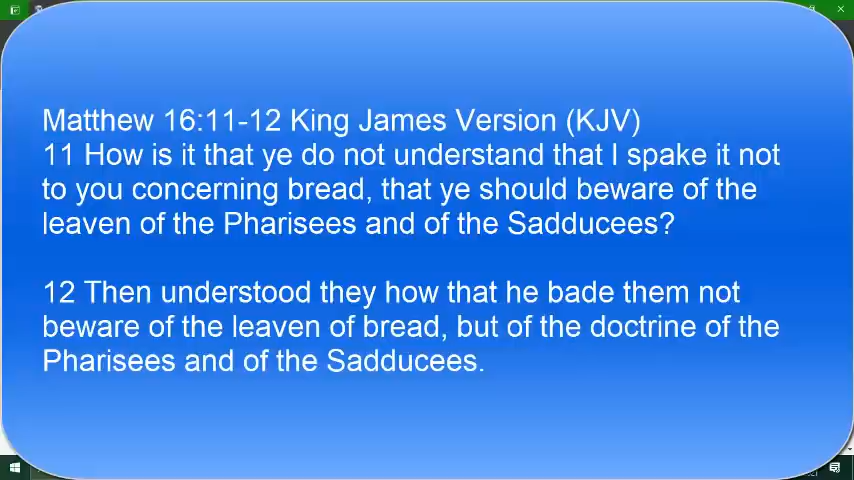 Matthew 16:11-12 King James Version (KJV)
11 How is it that ye do not understand that I spake it not
to you concerning bread, that ye should beware of the
leaven of the Pharisees and of the Sadducees?
12 Then understood they how that he bade them not
beware of the leaven of bread, but of the doctrine of the
Pharisees and of the Sadducees.